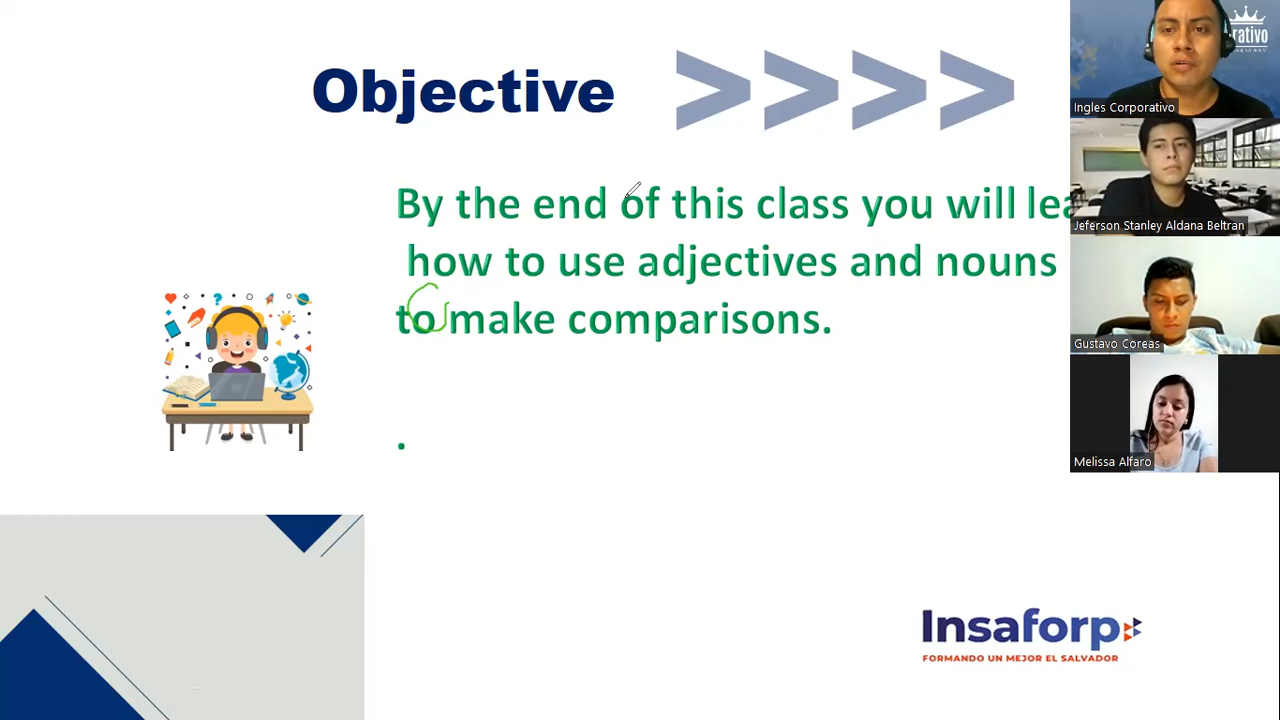 Objective
By the end of this class you will
how to use adjectives and nouns
to make comparisons.
.
Insaforp
FORMANDO UN MEJOR EL SALVADOR
rativo
Ingles Corporativo
Jeferson Stanley Aldana Beltran
Gustavo Coreas
Melissa Alfaro